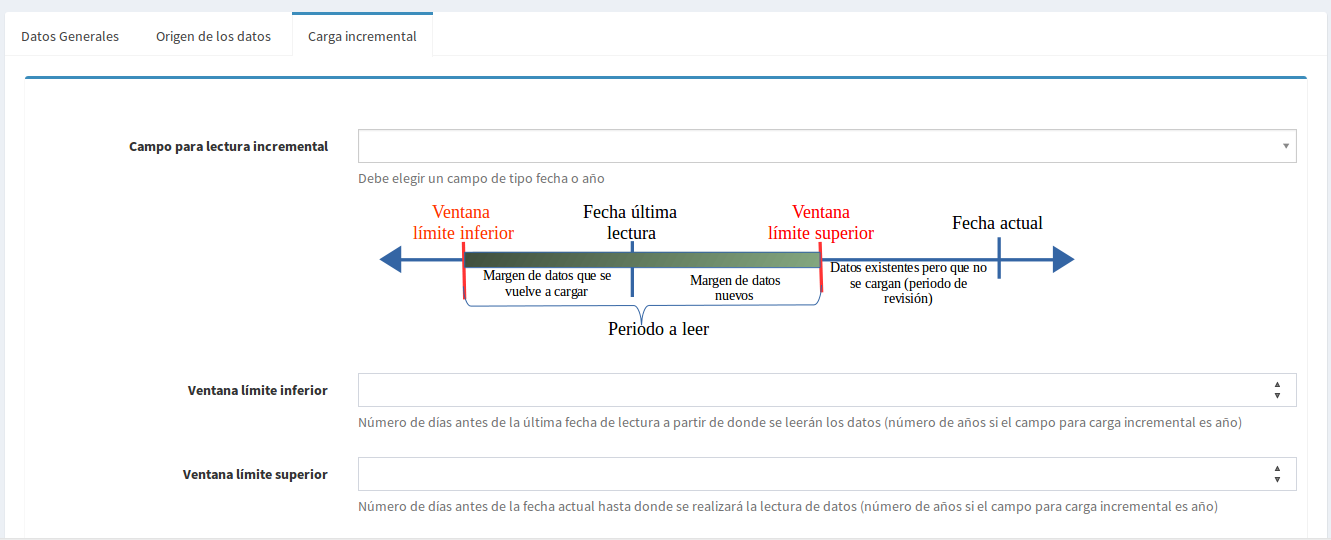 Datos Generales
Origen de los datos
Carga incremental
Campo para lectura incremental
Debe elegir un campo de tipo fecha o año
Ventana
límite inferior
Fecha última
lectura
Ventana
límite superior
Fecha actual
Margen de datos que se
vuelve a cargar
Margen de datos
nuevos
Datos existentes pero que no
se cargan (periodo de
revisión)
Periodo a leer
Ventana límite inferior
Número de días antes de la última fecha de lectura a partir de donde se leerán los datos (número de años si el campo para carga incremental es año)
Ventana límite superior
Número de días antes de la fecha actual hasta donde se realizará la lectura de datos (número de años si el campo para carga incremental es año)